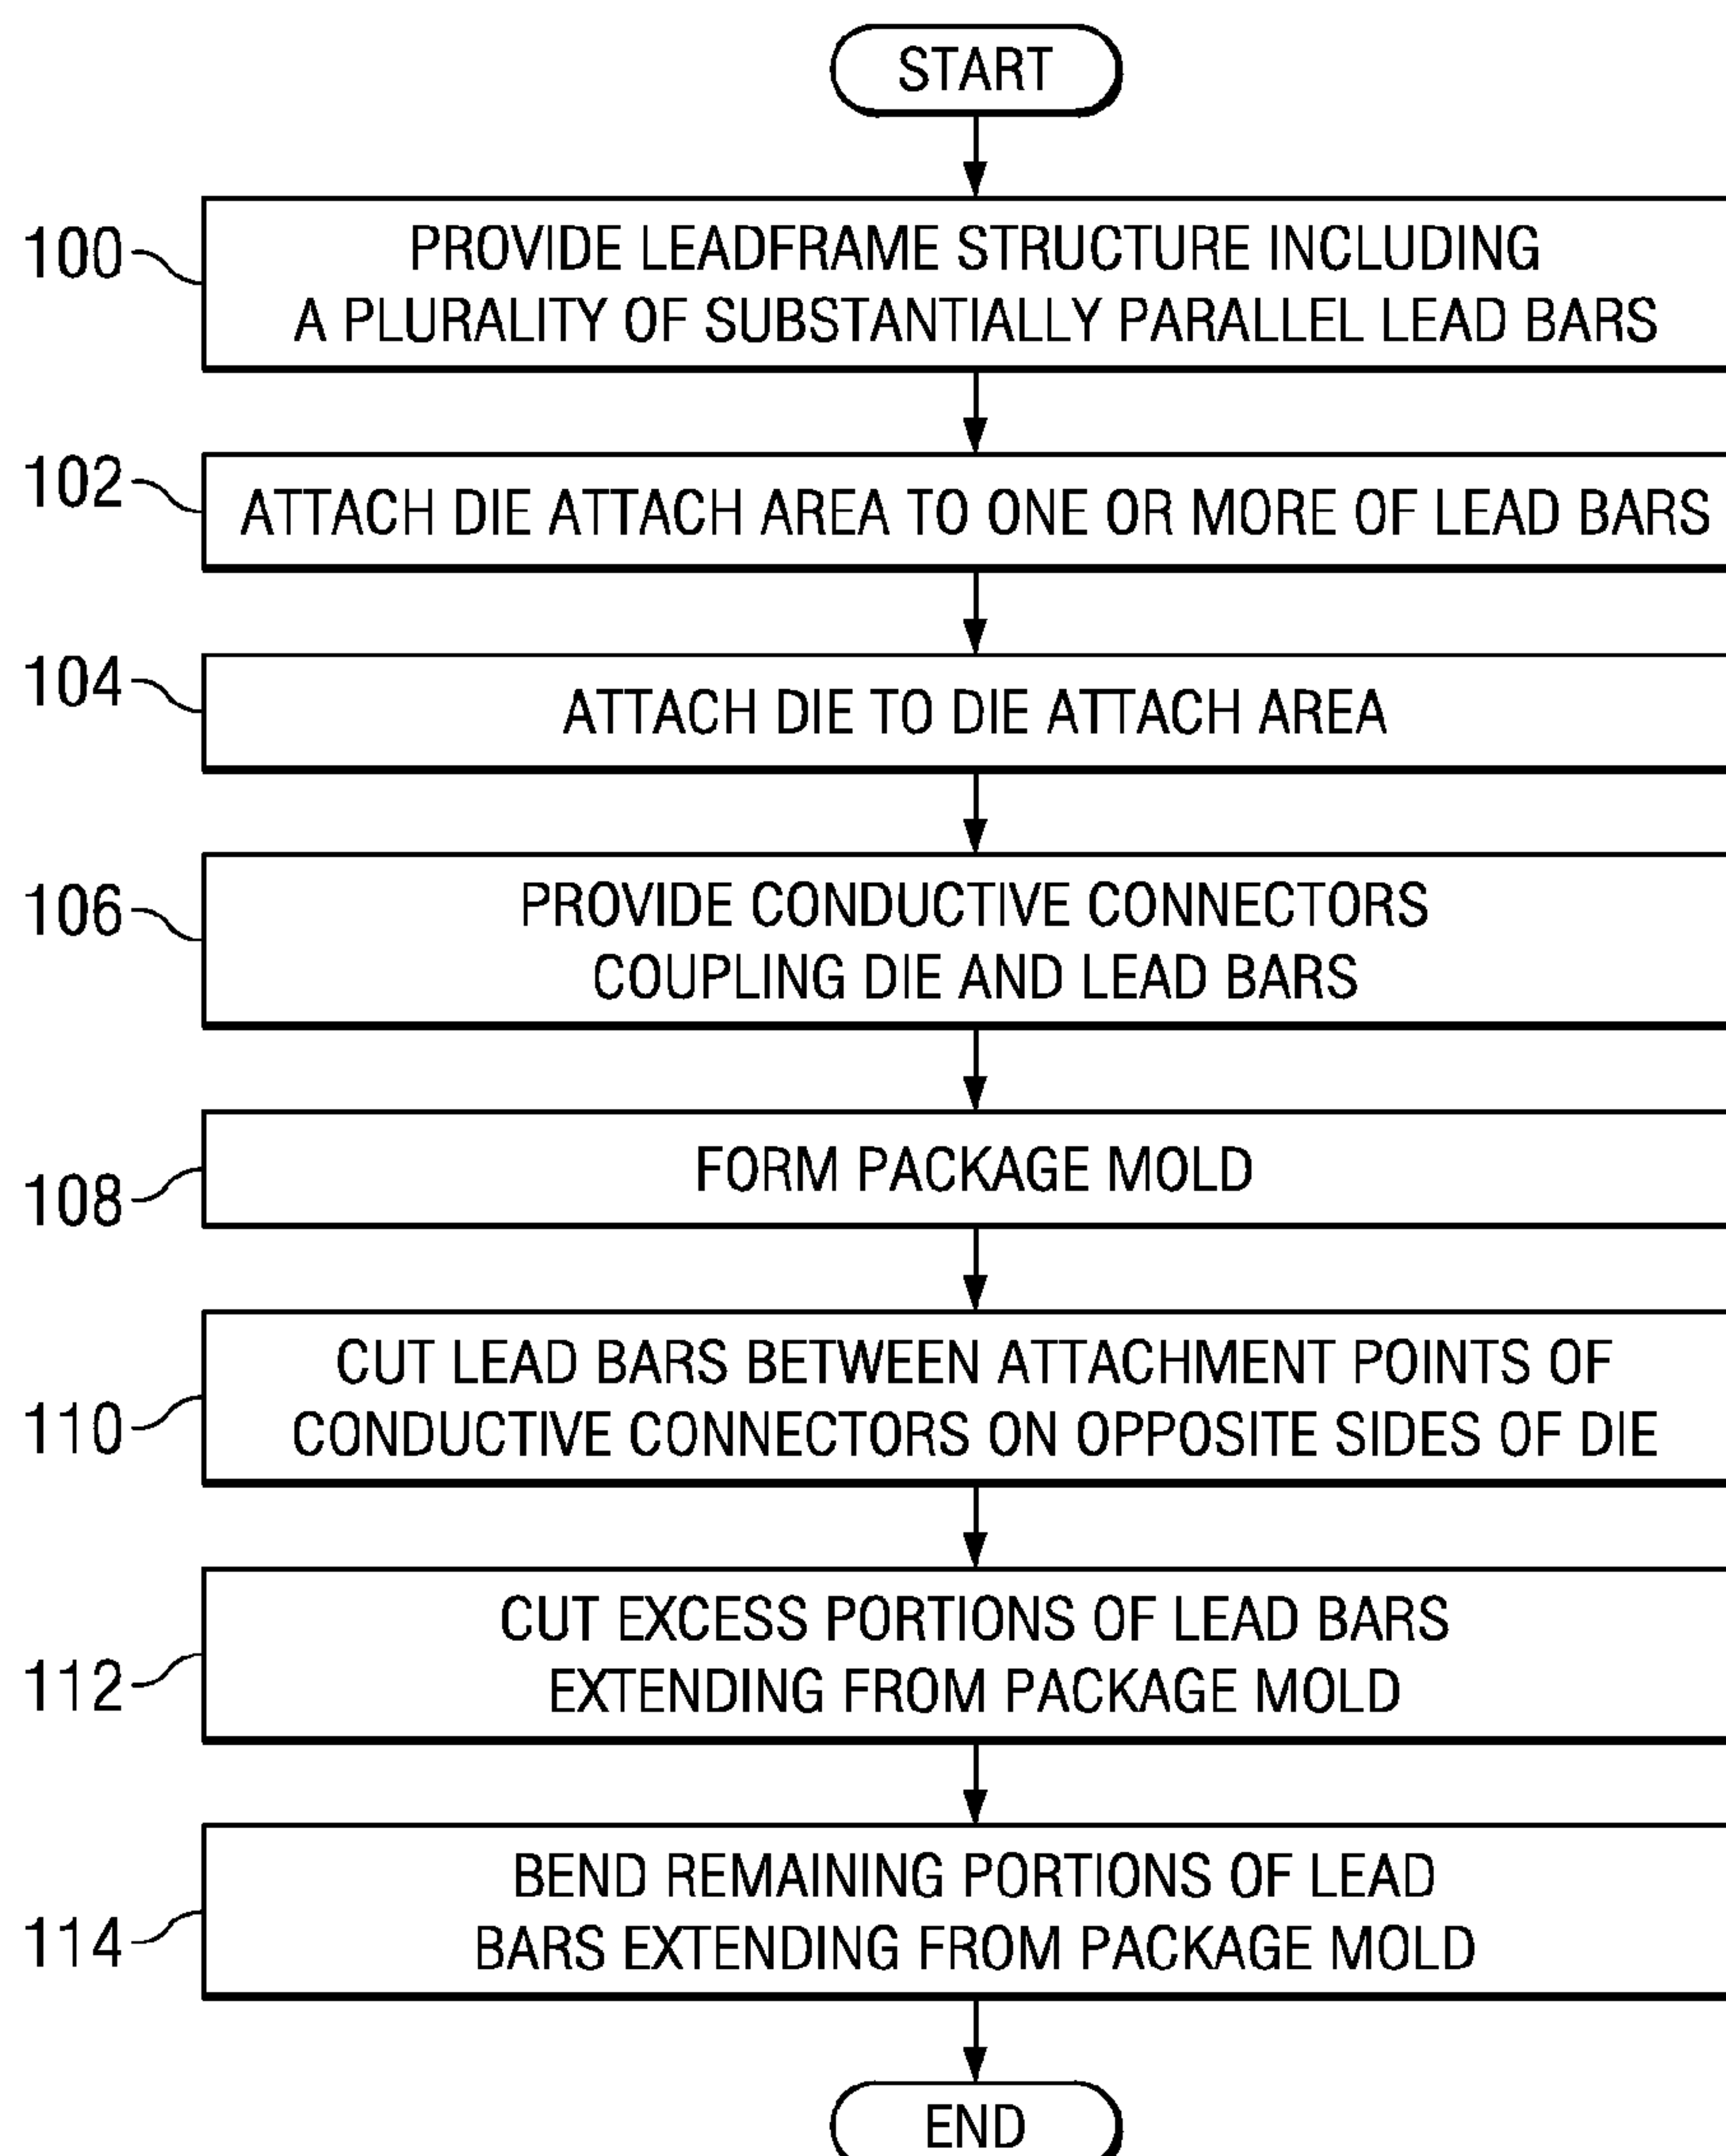 START
100
PROVIDE LEADFRAME STRUCTURE INCLUDING
A PLURALITY OF SUBSTANTIALLY PARALLEL LEAD BARS
102
ATTACH DIE ATTACH AREA TO ONE OR MORE OF LEAD BARS
104
ATTACH DIE TO DIE ATTACH AREA
106
PROVIDE CONDUCTIVE CONNECTORS
COUPLING DIE AND LEAD BARS
108
FORM PACKAGE MOLD
110
CUT LEAD BARS BETWEEN ATTACHMENT POINTS OF
CONDUCTIVE CONNECTORS ON OPPOSITE SIDES OF DIE
112
CUT EXCESS PORTIONS OF LEAD BARS
EXTENDING FROM PACKAGE MOLD
114
BEND REMAINING PORTIONS OF LEAD
BARS EXTENDING FROM PACKAGE MOLD
END